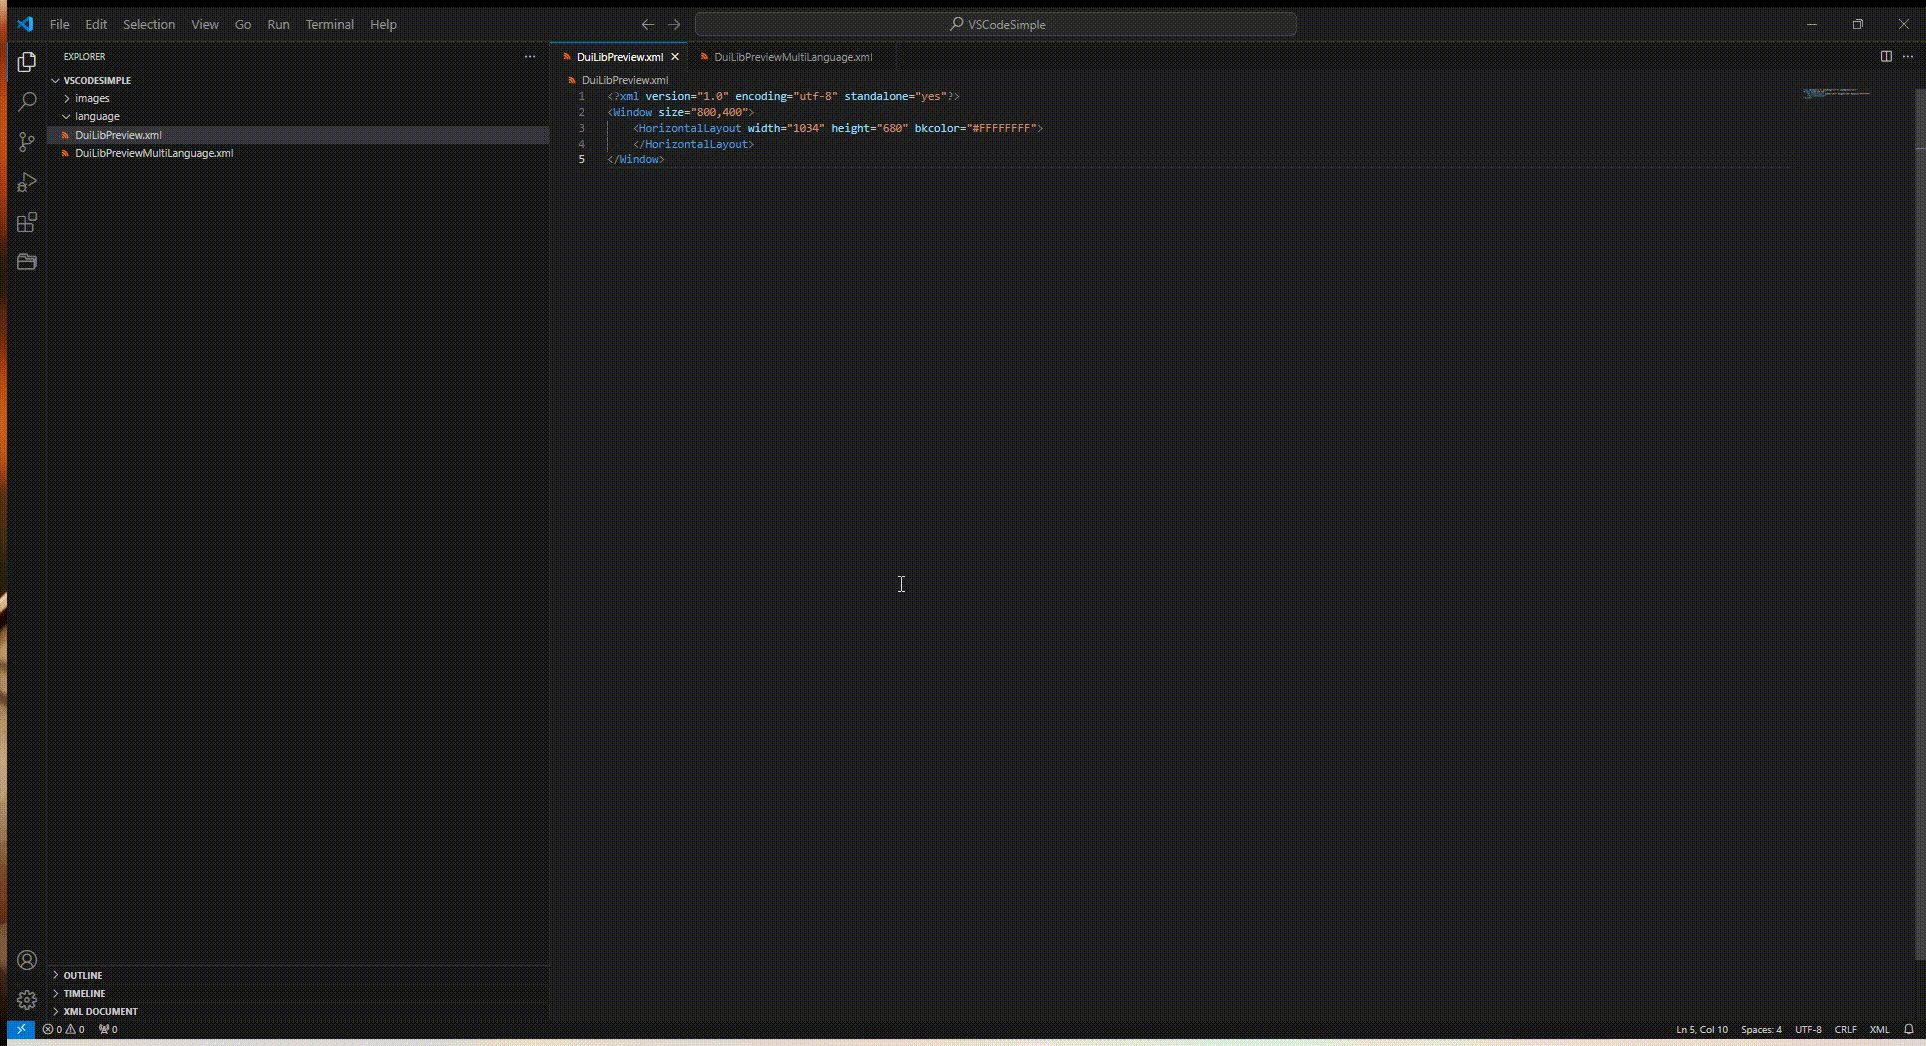 File Edit Selection View Go Run Terminal Help
VSCodeSimple
EXPLORER
VSCODESIMPLE
images
language
DuiLibPreview.xml
DuiLibPreviewMultiLanguage.xml
OUTLINE
TIMELINE
XML DOCUMENT
DuiLibPreview.xml DuiLibPreviewMultiLanguage.xml
DuiLibPreview.xml
1 <?xml version="1.0" encoding="utf-8" standalone="yes"?>
2 <Window size="800,400">
3 <HorizontalLayout width="1034" height="680" bkcolor="#FFFFFFFF">
4 </HorizontalLayout>
5 </Window>
0 0 0
Ln 5, Col 10 Spaces: 4 UTF-8 CRLF XML